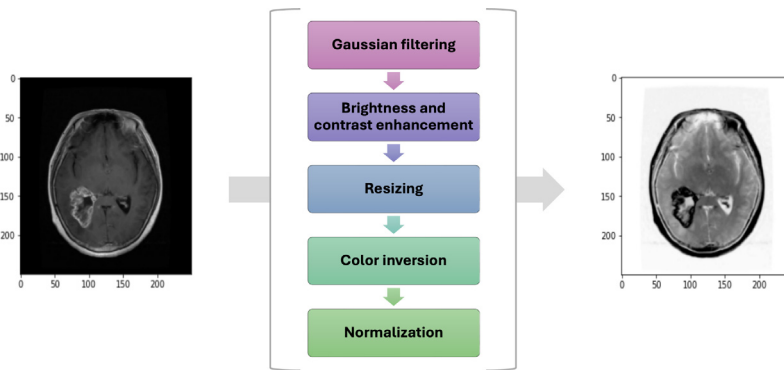 Gaussian filtering
Brightness and
contrast enhancement
Resizing
Color inversion
Normalization
0
50
100
150
200
0 50 100 150 200
0
50
100
150
200
0 50 100 150 200